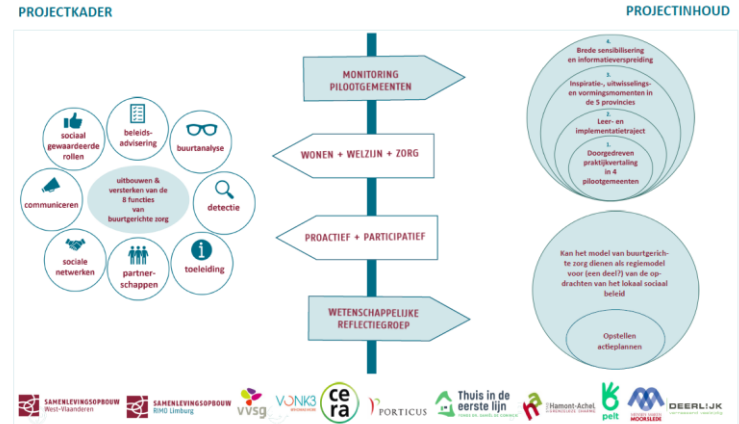 PROJECTKADER
PROJECTINHOUD
sociaal
gewaardeerde
rollen
beleids-
advisering
buurtanalyse
communiceren
uitbouwen &
versterken van de
8 functies
van
buurtgerichte zorg
detectie
sociale
netwerken
partner-
schappen
toeleiding
MONITORING
PILOOTGEMEENTEN
WONEN + WELZIJN + ZORG
PROACTIEF + PARTICIPATIEF
WETENSCHAPPELIJKE
REFLECTIEGROEP
4.
Brede sensibilisering
en informatieverspreiding
3.
Inspiratie-, uitwisselings-
en vormingsmomenten in
de 5 provincies
2.
Leer- en
implementatietraject
1.
Doorgedreven
praktijkvertaling
in 4
pilootgemeenten
Kan het model van buurtgerich-
te zorg dienen als regiemodel
voor (een deel?) van de op-
drachten van het lokaal sociaal
beleid
Opstellen
actieplannen
SAMENLEVINGSOPBOUW
West-Vlaanderen
SAMENLEVINGSOPBOUW
RIMO Limburg
vvsg
VONK3
cera
PORTICUS
Thuis in de
eerste lijn
Hamont-Achel
pelt
MOORSLEDE
DEERLIJK